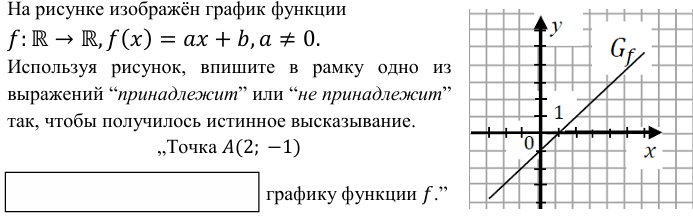 На рисунке изображён график функции
f: ℝ → ℝ, f(x) = ax + b, a ≠ 0.
Используя рисунок, впишите в рамку одно из
выражений “принадлежит” или “не принадлежит”
так, чтобы получилось истинное высказывание.
„Точка A(2; −1)
графику функции f.”
y
G_f
1
0
1
x